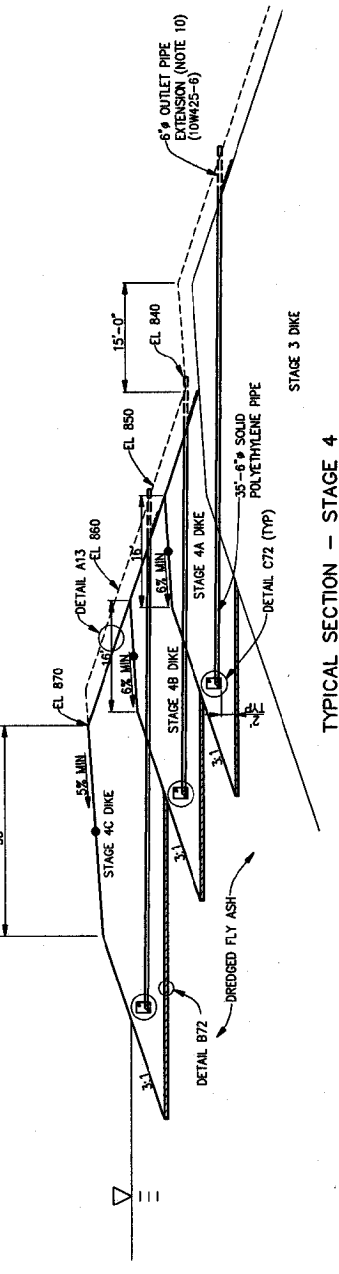 EL 870
5% MIN
STAGE 4C DIKE
DETAIL A13
EL 860
16'
6% MIN
EL 850
16'
6% MIN
15'-0"
EL 840
6"ø OUTLET PIPE
EXTENSION (NOTE 10)
(10W425-6)
STAGE 4B DIKE
STAGE 4A DIKE
35'-6"ø SOLID
POLYETHYLENE PIPE
DETAIL C72 (TYP)
STAGE 3 DIKE
3:1
3:1
3:1
DETAIL B72
DREDGED FLY ASH
TYPICAL SECTION - STAGE 4